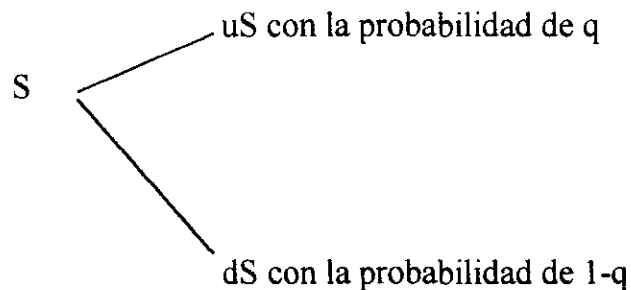 uS con la probabilidad de q
S
dS con la probabilidad de 1-q